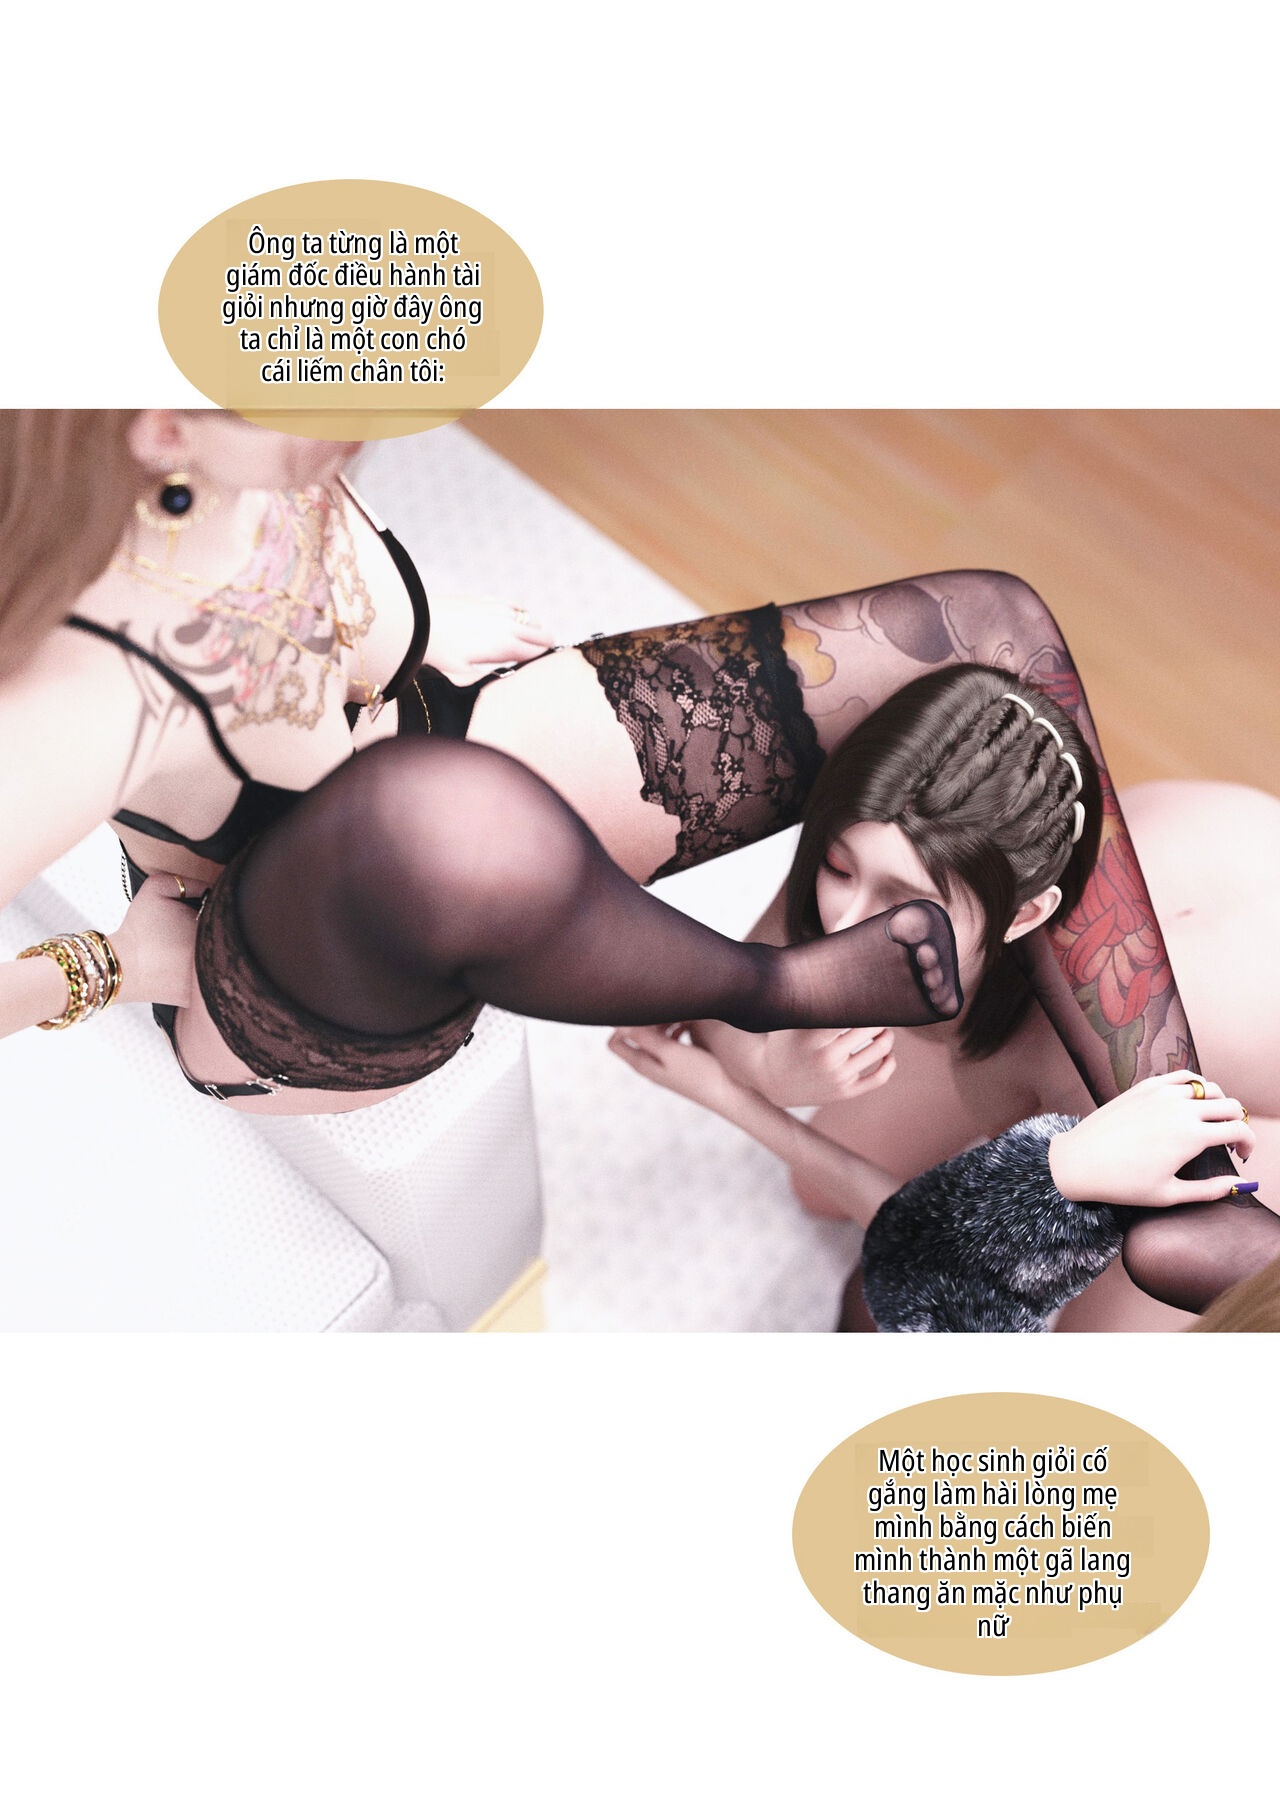 Ông ta từng là một
giám đốc điều hành tài
giỏi nhưng giờ đây ông
ta chỉ là một con chó
cái liếm chân tôi:
Một học sinh giỏi cố
gắng làm hài lòng mẹ
mình bằng cách biến
mình thành một gã lang
thang ăn mặc như phụ
nữ